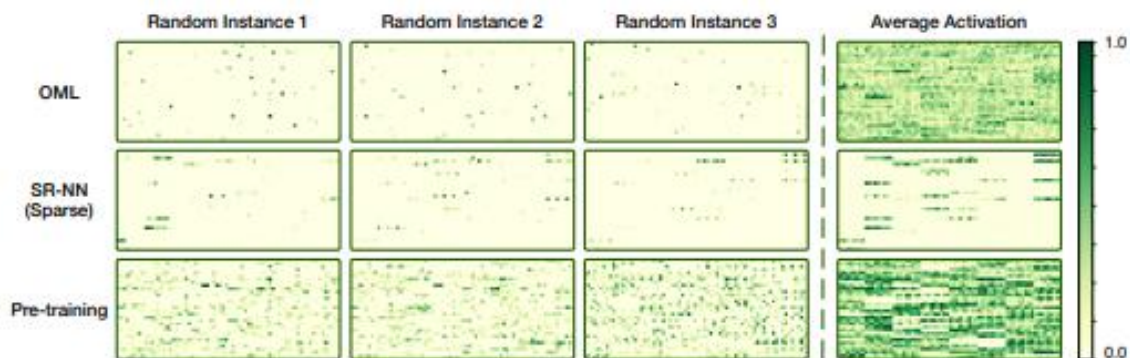 Random Instance 1 Random Instance 2 Random Instance 3 Average Activation
1.0
OML
SR-NN
(Sparse)
Pre-training
0.0